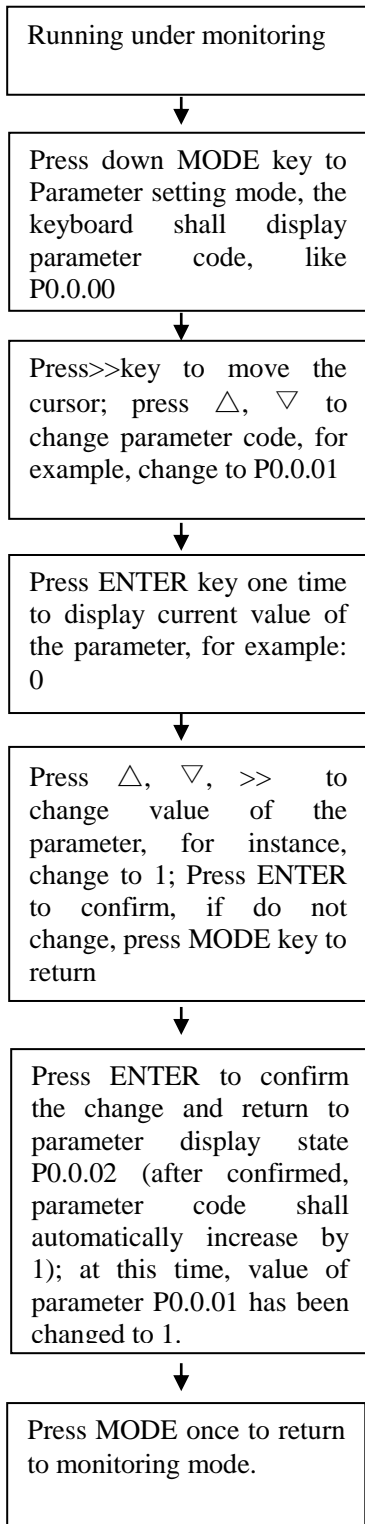 Running under monitoring
Press down MODE key to
Parameter setting mode, the
keyboard shall display
parameter code, like
P0.0.00
Press>>key to move the
cursor; press △, ▽ to
change parameter code, for
example, change to P0.0.01
Press ENTER key one time
to display current value of
the parameter, for example:
0
Press △, ▽, >> to
change value of the
parameter, for instance,
change to 1; Press ENTER
to confirm, if do not
change, press MODE key to
return
Press ENTER to confirm
the change and return to
parameter display state
P0.0.02 (after confirmed,
parameter code shall
automatically increase by
1); at this time, value of
parameter P0.0.01 has been
changed to 1.
Press MODE once to return
to monitoring mode.